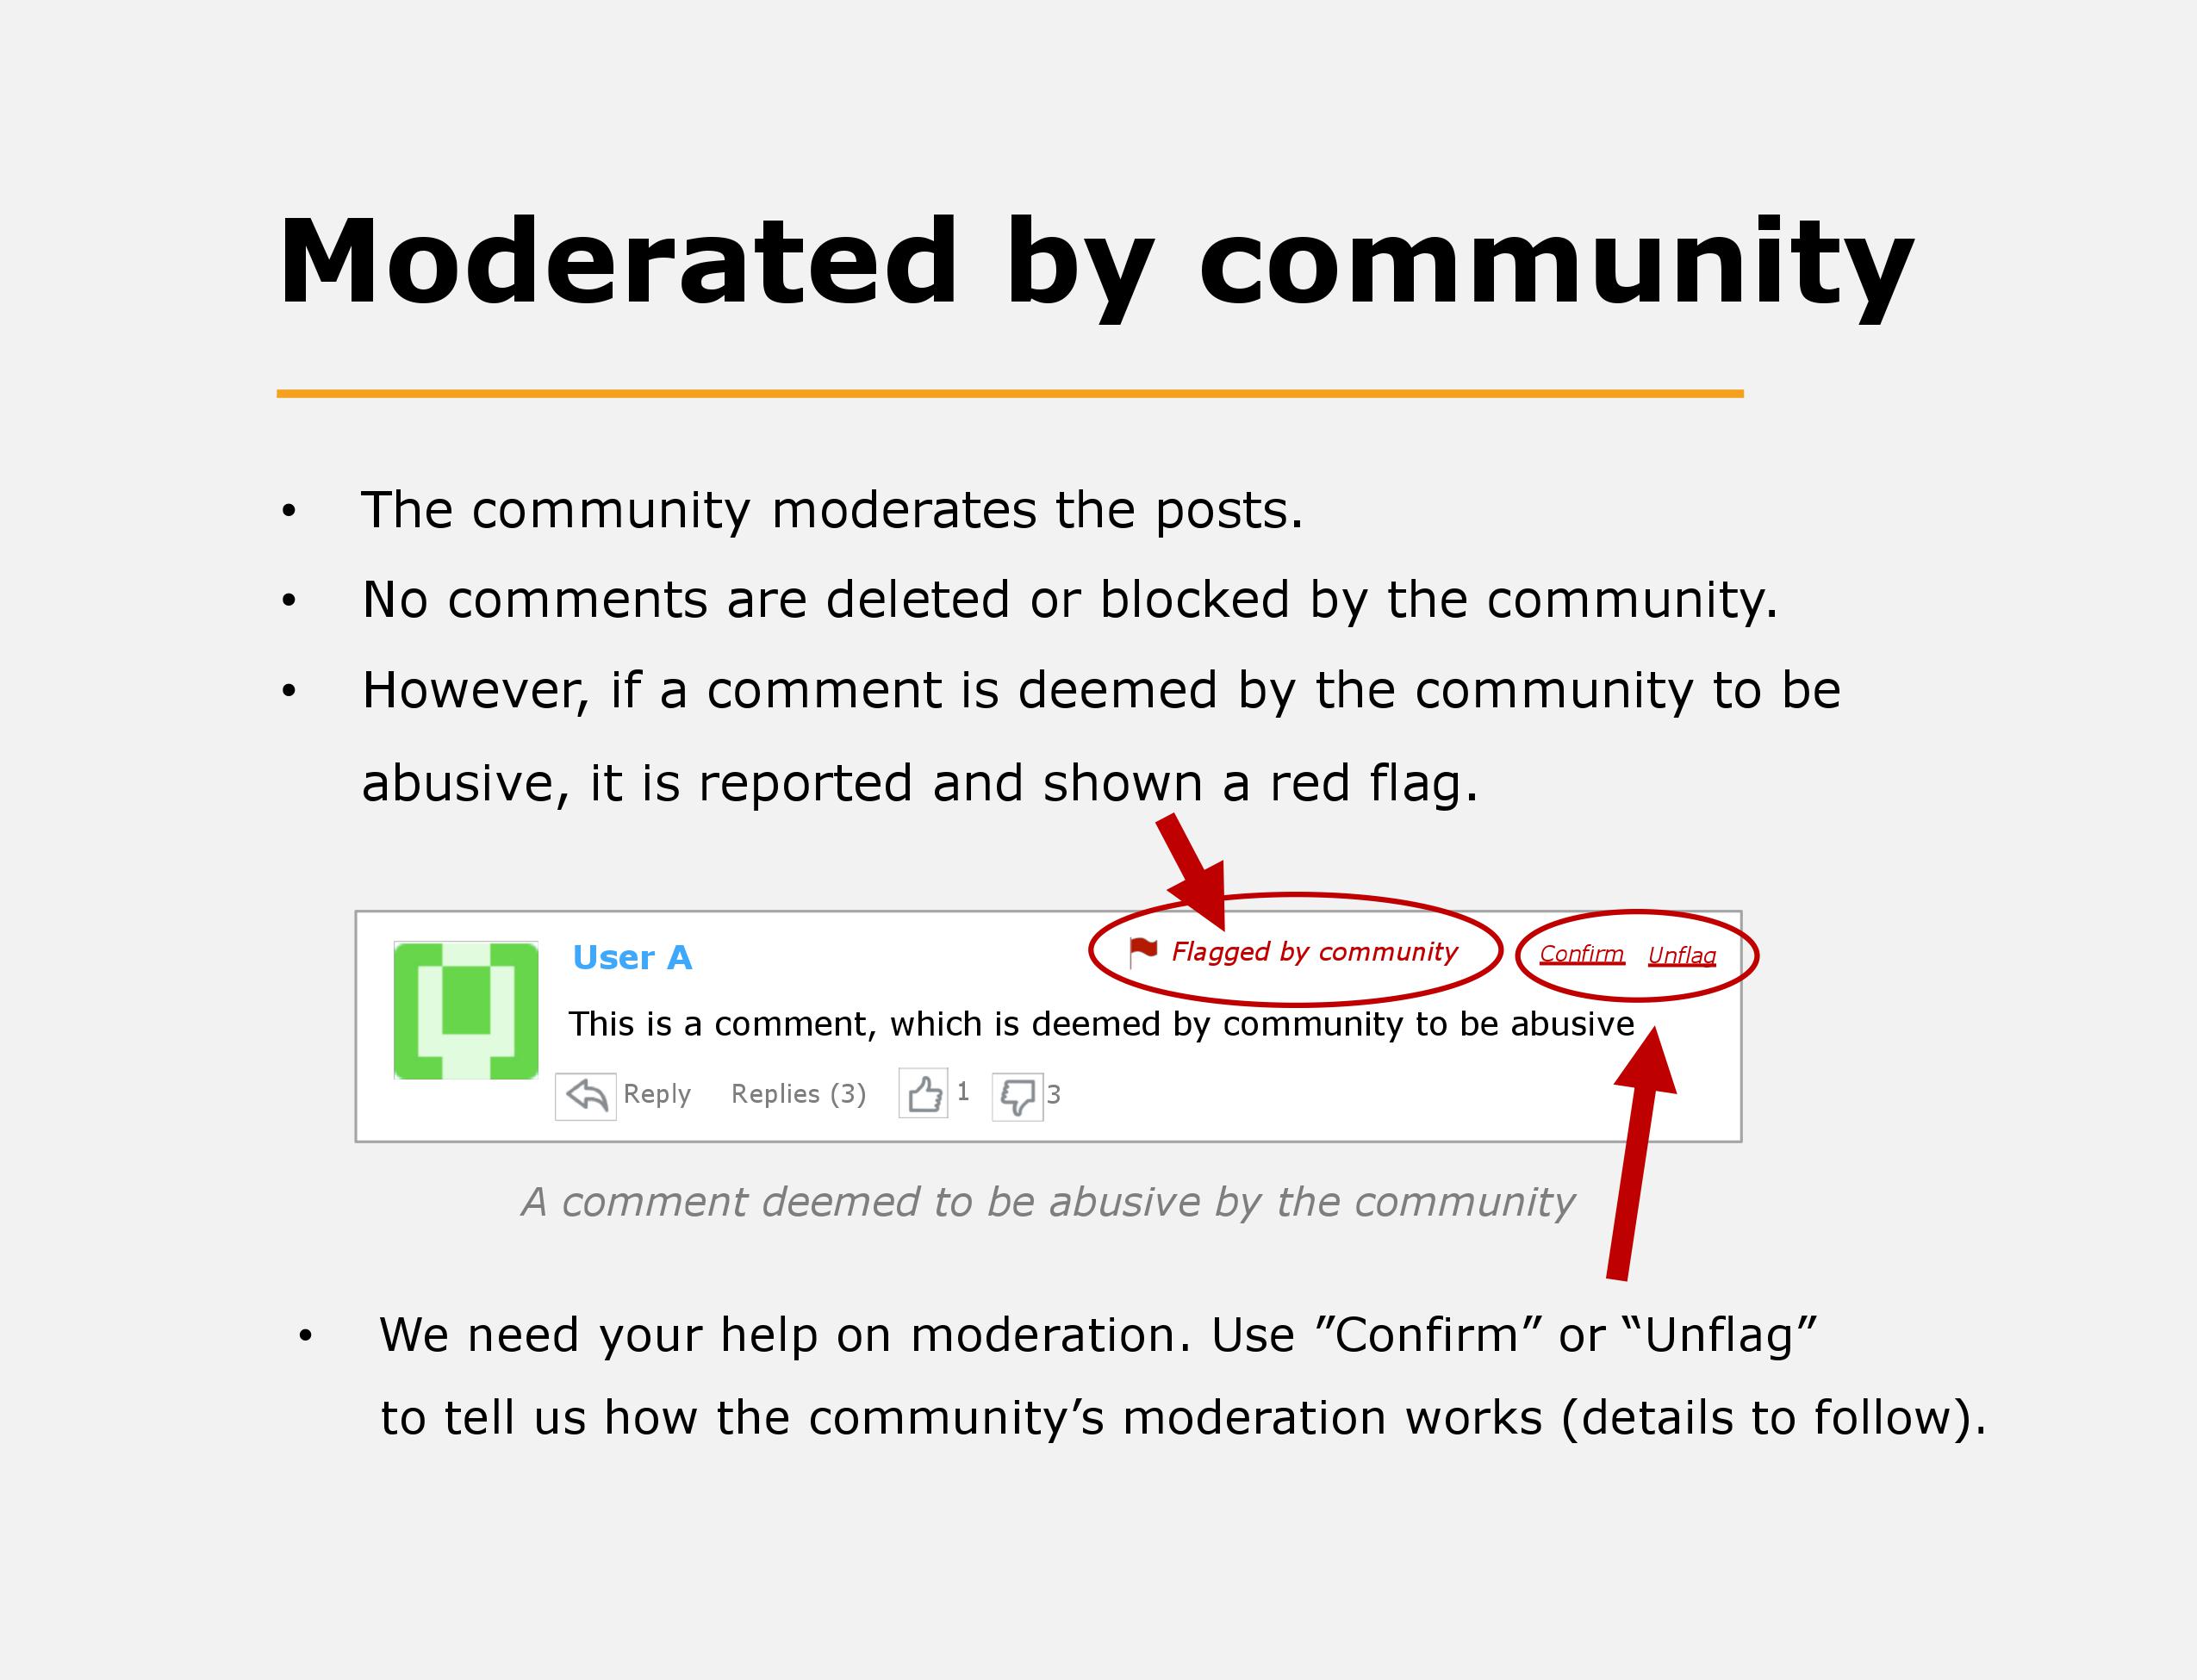 Moderated by community
• The community moderates the posts.
• No comments are deleted or blocked by the community.
• However, if a comment is deemed by the community to be
abusive, it is reported and shown a red flag.
User A
Flagged by community
Confirm Unflag
This is a comment, which is deemed by community to be abusive
Reply Replies (3) 1 3
A comment deemed to be abusive by the community
• We need your help on moderation. Use ”Confirm” or “Unflag”
to tell us how the community’s moderation works (details to follow).